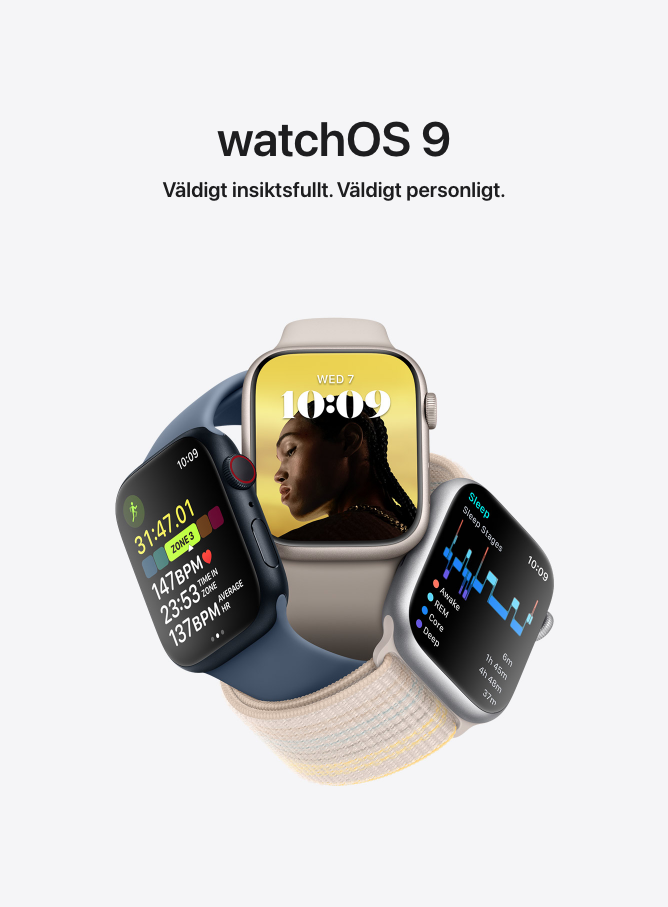 watchOS 9
Väldigt insiktsfullt. Väldigt personligt.
WED 7
10:09
10:09
31:47.01
ZONE 3
147BPM
23:53 TIME IN ZONE
137BPM AVERAGE HR
Sleep
10:09
Sleep Stages
Awake 6m
REM 1h 45m
Core 4h 48m
Deep 37m